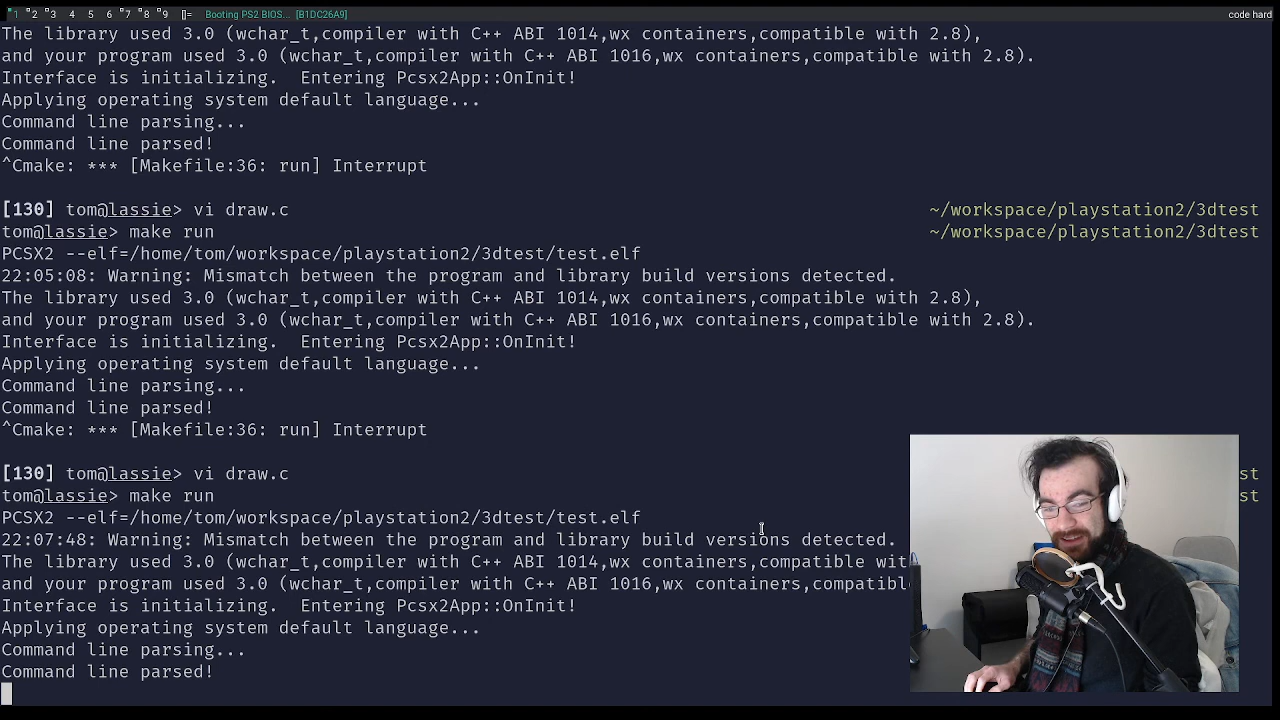 1 2 3 4 5 6 7 8 9 []= Booting PS2 BIOS... [B1DC26A9] code hard
The library used 3.0 (wchar_t,compiler with C++ ABI 1014,wx containers,compatible with 2.8),
and your program used 3.0 (wchar_t,compiler with C++ ABI 1016,wx containers,compatible with 2.8).
Interface is initializing.  Entering Pcsx2App::OnInit!
Applying operating system default language...
Command line parsing...
Command line parsed!
^Cmake: *** [Makefile:36: run] Interrupt
[130] tom@lassie> vi draw.c ~/workspace/playstation2/3dtest
tom@lassie> make run ~/workspace/playstation2/3dtest
PCSX2 --elf=/home/tom/workspace/playstation2/3dtest/test.elf
22:05:08: Warning: Mismatch between the program and library build versions detected.
The library used 3.0 (wchar_t,compiler with C++ ABI 1014,wx containers,compatible with 2.8),
and your program used 3.0 (wchar_t,compiler with C++ ABI 1016,wx containers,compatible with 2.8).
Interface is initializing.  Entering Pcsx2App::OnInit!
Applying operating system default language...
Command line parsing...
Command line parsed!
^Cmake: *** [Makefile:36: run] Interrupt
[130] tom@lassie> vi draw.c st
tom@lassie> make run st
PCSX2 --elf=/home/tom/workspace/playstation2/3dtest/test.elf
22:07:48: Warning: Mismatch between the program and library build versions detected.
The library used 3.0 (wchar_t,compiler with C++ ABI 1014,wx containers,compatible wit
and your program used 3.0 (wchar_t,compiler with C++ ABI 1016,wx containers,compatibl
Interface is initializing.  Entering Pcsx2App::OnInit!
Applying operating system default language...
Command line parsing...
Command line parsed!